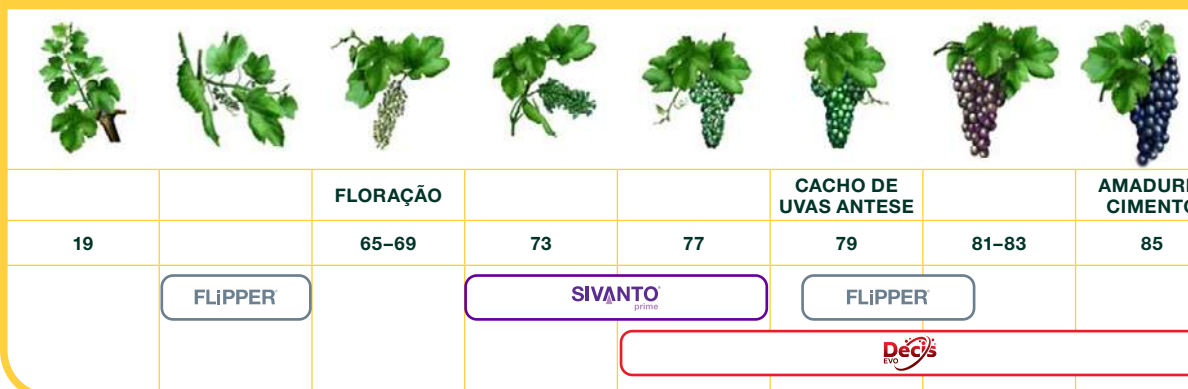 FLORAÇÃO
CACHO DE
UVAS ANTESE
AMADURE
CIMENTO
19
65–69
73
77
79
81–83
85
FLiPPER
SIVANTO
prime
FLiPPER
Decis
EVO